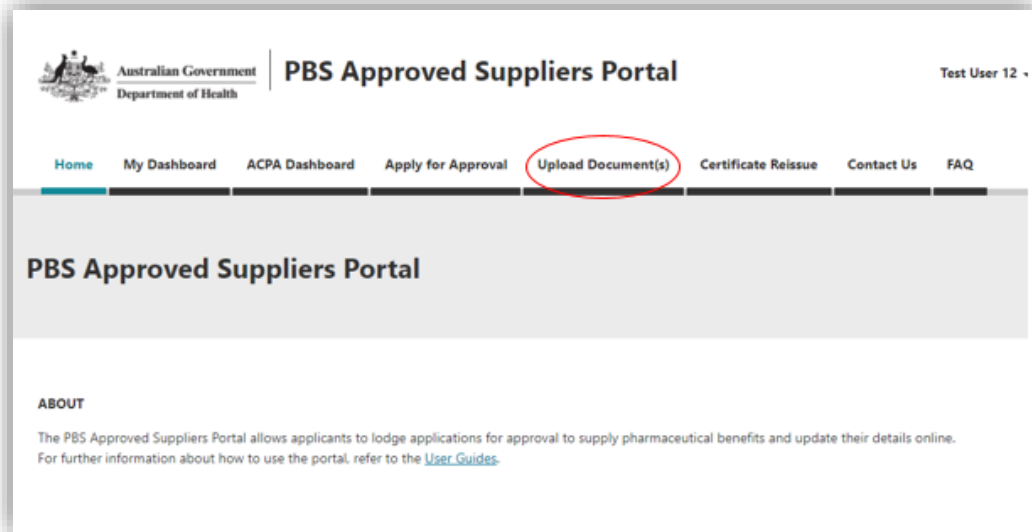 Australian Government
Department of Health
PBS Approved Suppliers Portal
Test User 12
Home My Dashboard ACPA Dashboard Apply for Approval Upload Document(s) Certificate Reissue Contact Us FAQ
PBS Approved Suppliers Portal
ABOUT
The PBS Approved Suppliers Portal allows applicants to lodge applications for approval to supply pharmaceutical benefits and update their details online.
For further information about how to use the portal, refer to the User Guides.